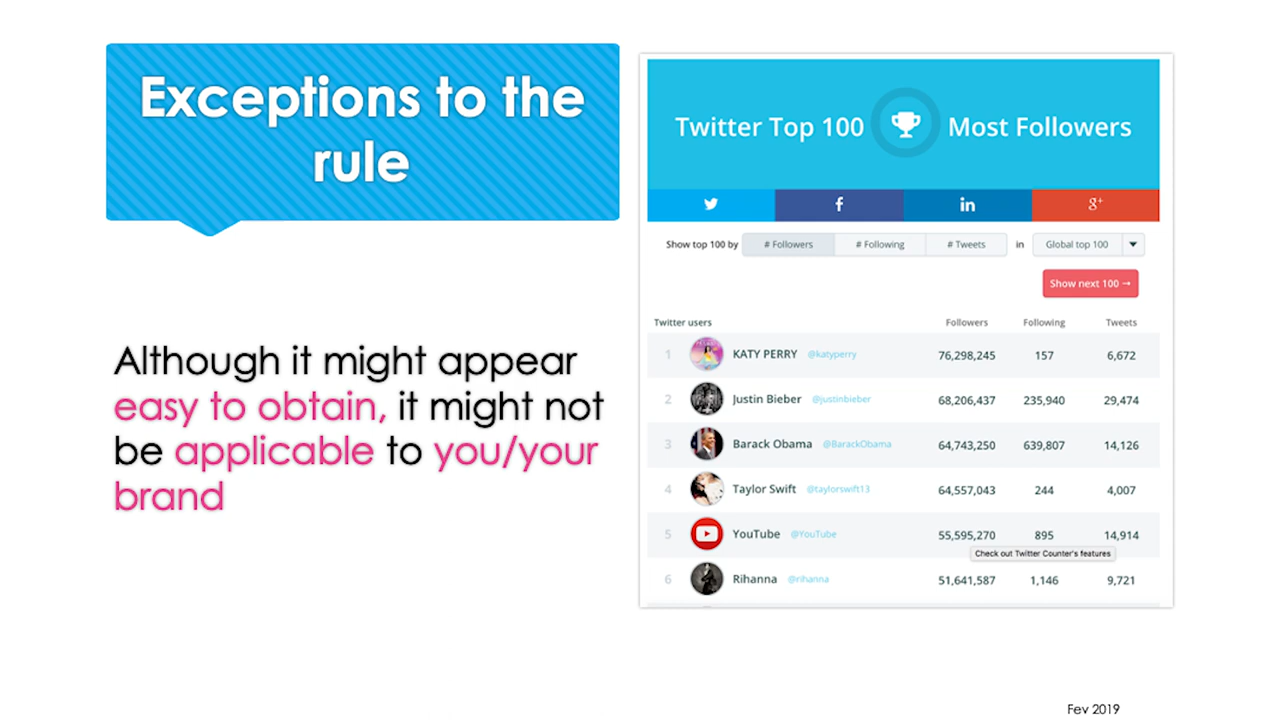 Exceptions to the
rule
Although it might appear
easy to obtain, it might not
be applicable to you/your
brand
Twitter Top 100 Most Followers
f in g+
Show top 100 by # Followers # Following # Tweets in Global top 100
Show next 100 →
Twitter users Followers Following Tweets
1 KATY PERRY @katyperry 76,298,245 157 6,672
2 Justin Bieber @justinbieber 68,206,437 235,940 29,474
3 Barack Obama @BarackObama 64,743,250 639,807 14,126
4 Taylor Swift @taylorswift13 64,557,043 244 4,007
5 YouTube @YouTube 55,595,270 895 14,914
Check out Twitter Counter's features
6 Rihanna @rihanna 51,641,587 1,146 9,721
Fev 2019